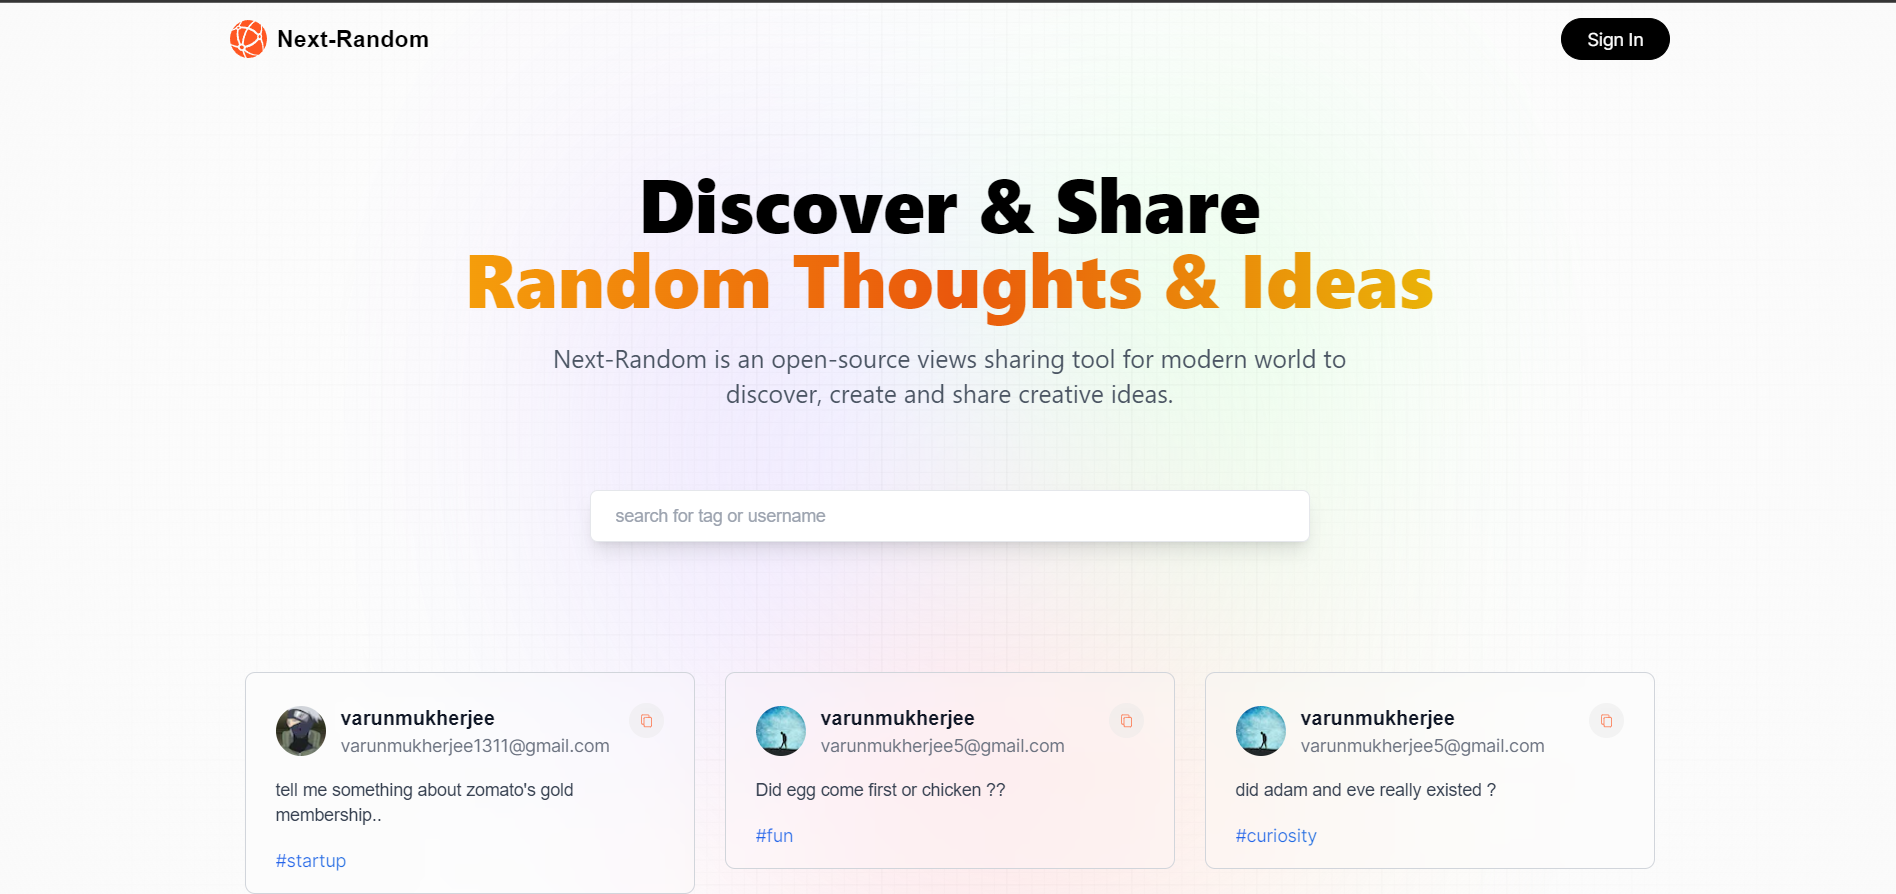 Next-Random
Sign In
Discover & Share
Random Thoughts & Ideas
Next-Random is an open-source views sharing tool for modern world to
discover, create and share creative ideas.
search for tag or username
varunmukherjee
varunmukherjee1311@gmail.com
tell me something about zomato's gold
membership..
#startup
varunmukherjee
varunmukherjee5@gmail.com
Did egg come first or chicken ??
#fun
varunmukherjee
varunmukherjee5@gmail.com
did adam and eve really existed ?
#curiosity